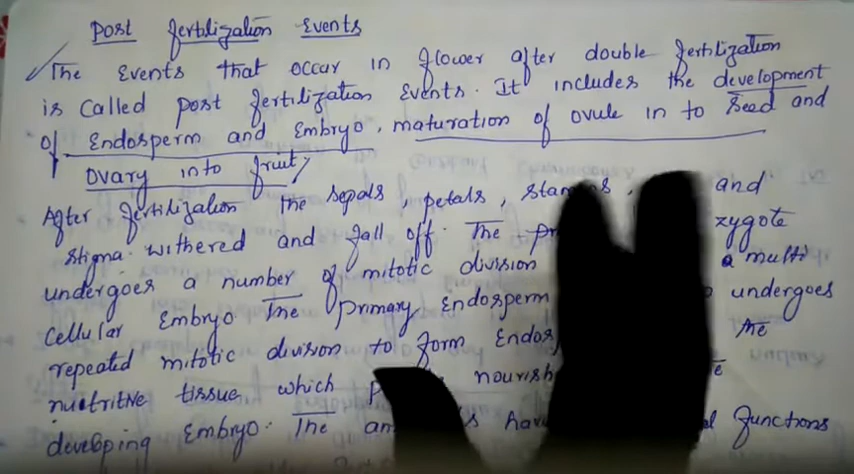 Post fertilization Events
The Events that occur in flower after double fertilization
is called post fertilization Events. It includes the development
of Endosperm and Embryo, maturation of ovule in to seed and
ovary into fruit,
After fertilization the sepals, petals, and
stigma withered and fall off. The zygote
undergoes a number of mitotic division a multi
cellular Embryo. The primary Endosperm undergoes
repeated mitotic division to form the
nutritive tissue which
developing Embryo. The functions